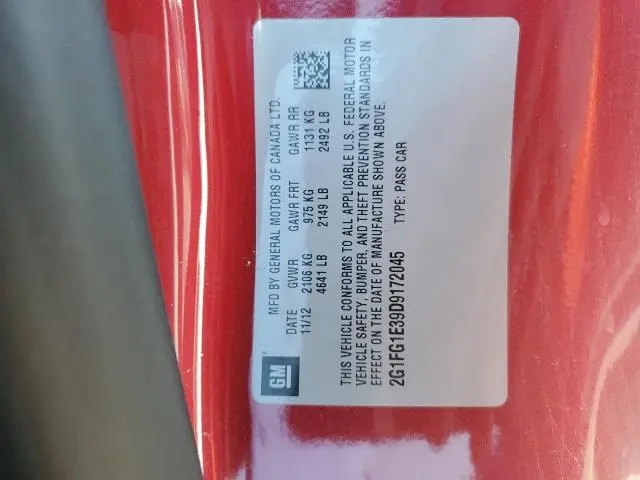 GM
MFD BY GENERAL MOTORS OF CANADA LTD.
DATE GVWR GAWR FRT GAWR RR
11/12 2106 KG 975 KG 1131 KG
4641 LB 2149 LB 2492 LB
THIS VEHICLE CONFORMS TO ALL APPLICABLE U.S. FEDERAL MOTOR
VEHICLE SAFETY, BUMPER, AND THEFT PREVENTION STANDARDS IN
EFFECT ON THE DATE OF MANUFACTURE SHOWN ABOVE.
2G1FG1E39D9172045 TYPE: PASS CAR